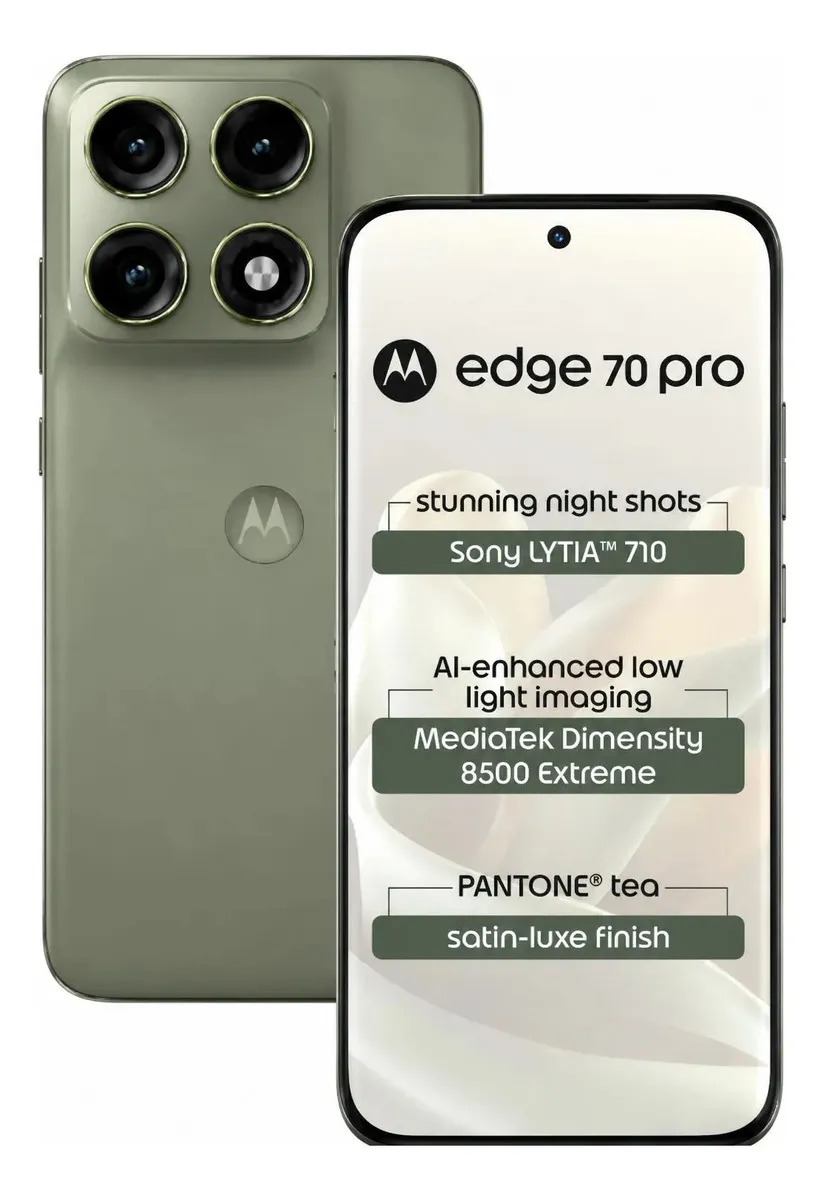 edge 70 pro
stunning night shots
Sony LYTIA™ 710
AI-enhanced low
light imaging
MediaTek Dimensity
8500 Extreme
PANTONE® tea
satin-luxe finish